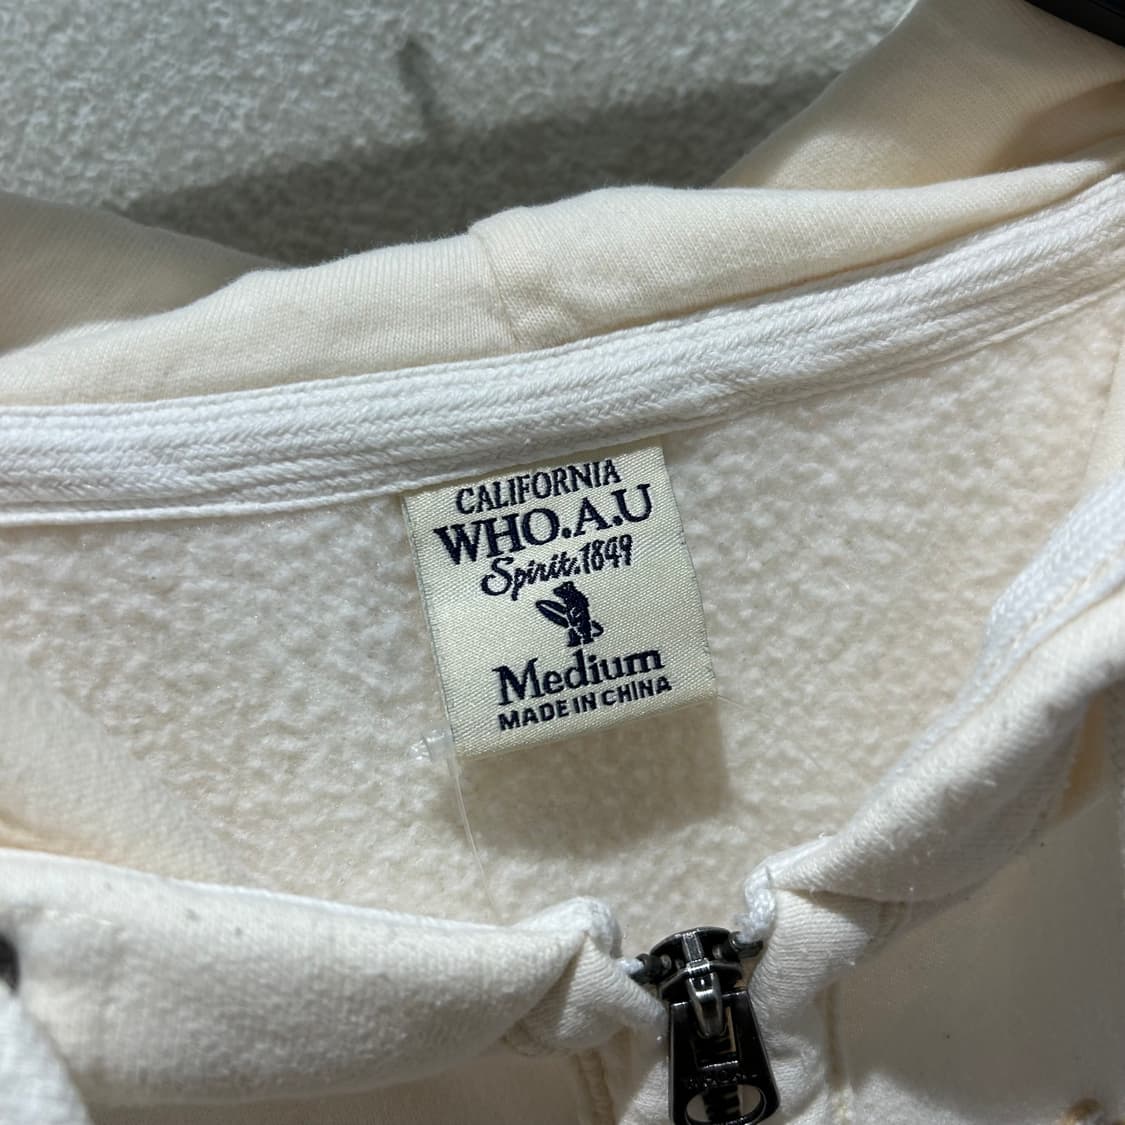 CALIFORNIA
WHO.A.U
Spirit.1849
Medium
MADE IN CHINA